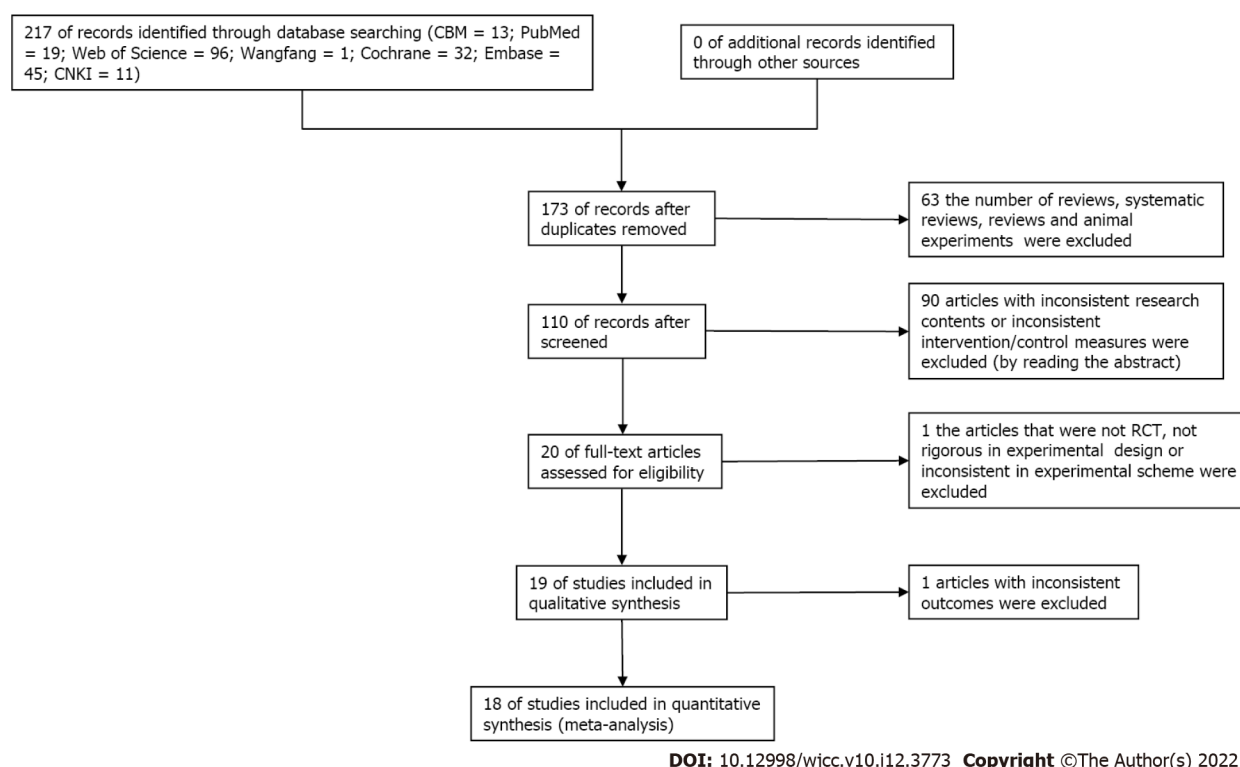 217 of records identified through database searching (CBM = 13; PubMed
= 19; Web of Science = 96; Wangfang = 1; Cochrane = 32; Embase =
45; CNKI = 11)
0 of additional records identified
through other sources
173 of records after
duplicates removed
63 the number of reviews, systematic
reviews, reviews and animal
experiments were excluded
110 of records after
screened
90 articles with inconsistent research
contents or inconsistent
intervention/control measures were
excluded (by reading the abstract)
20 of full-text articles
assessed for eligibility
1 the articles that were not RCT, not
rigorous in experimental design or
inconsistent in experimental scheme were
excluded
19 of studies included in
qualitative synthesis
1 articles with inconsistent
outcomes were excluded
18 of studies included in quantitative
synthesis (meta-analysis)
DOI: 10.12998/wjcc.v10.i12.3773 Copyright ©The Author(s) 2022